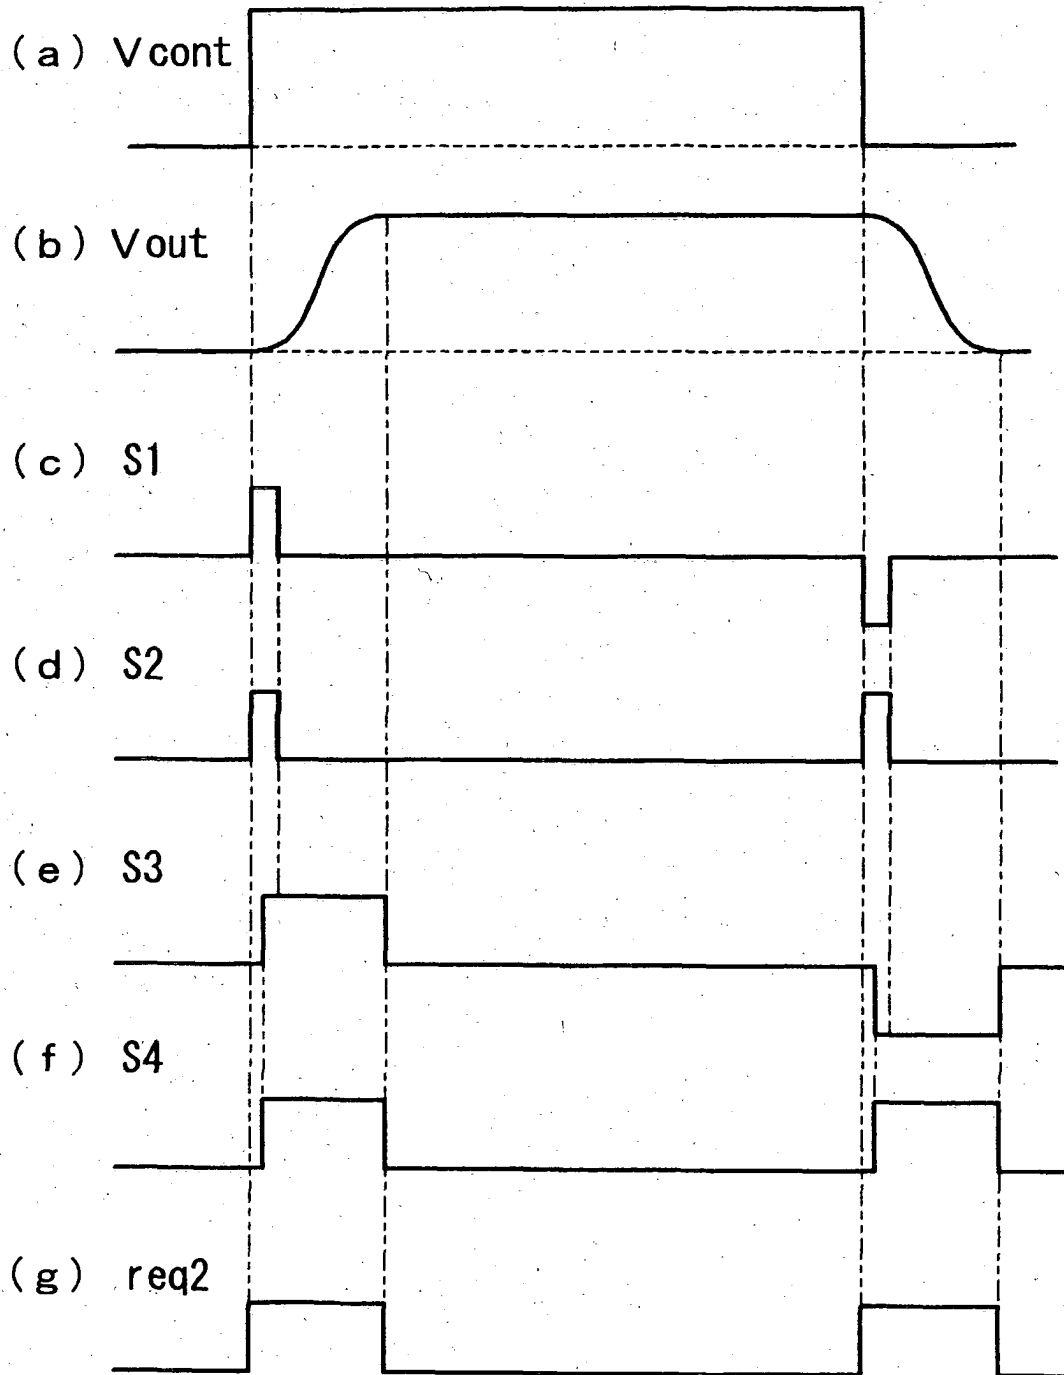 (a) Vcont
(b) Vout
(c) S1
(d) S2
(e) S3
(f) S4
(g) req2